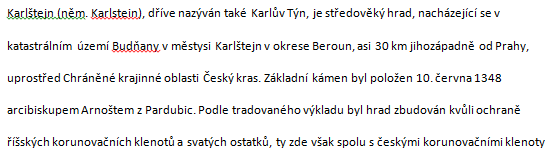 Karlštejn (něm. Karlstein), dříve nazýván také Karlův Týn, je středověký hrad, nacházející se v
katastrálním území Budňany v městysi Karlštejn v okrese Beroun, asi 30 km jihozápadně od Prahy,
uprostřed Chráněné krajinné oblasti Český kras. Základní kámen byl položen 10. června 1348
arcibiskupem Arnoštem z Pardubic. Podle tradovaného výkladu byl hrad zbudován kvůli ochraně
říšských korunovačních klenotů a svatých ostatků, ty zde však spolu s českými korunovačními klenoty